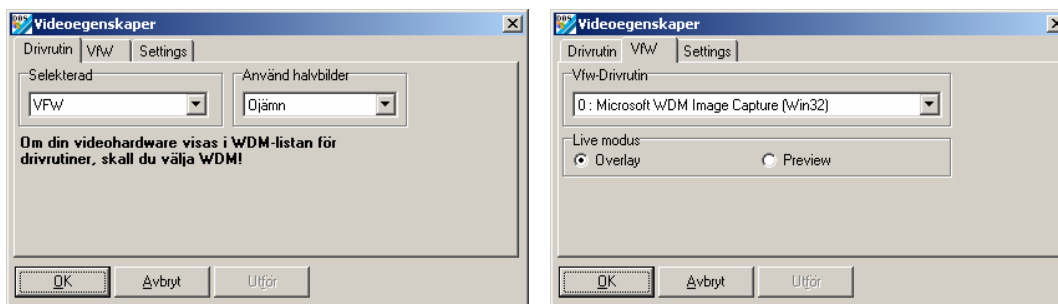 DBS Videoegenskaper
Drivrutin VfW Settings
Selekterad
VFW
Använd halvbilder
Ojämn
Om din videohardware visas i WDM-listan för
drivrutiner, skall du välja WDM!
OK Avbryt Utför
DBS Videoegenskaper
Drivrutin VfW Settings
Vfw-Drivrutin
0 : Microsoft WDM Image Capture (Win32)
Live modus
Overlay Preview
OK Avbryt Utför